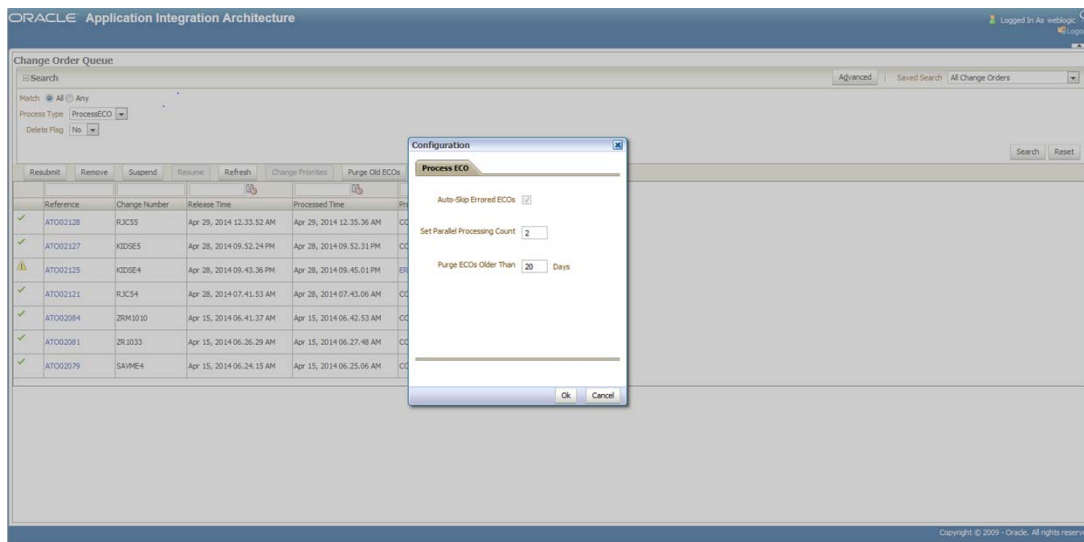 ORACLE Application Integration Architecture
Logged In As weblogic
Change Order Queue
Search
Advanced
Saved Search All Change Orders
Match All Any
Process Type ProcessECO
Delete Flag No
Search Reset
Resubmit Remove Suspend Resume Refresh Change Priorities Purge Old ECOs
Reference Change Number Release Time Processed Time
ATO02128 RJC55 Apr 29, 2014 12.33.52 AM Apr 29, 2014 12.35.36 AM
ATO02127 KIDSE5 Apr 28, 2014 09.52.24 PM Apr 28, 2014 09.52.31 PM
ATO02125 KIDSE4 Apr 28, 2014 09.43.36 PM Apr 28, 2014 09.45.01 PM
ATO02121 RJC54 Apr 28, 2014 07.41.53 AM Apr 28, 2014 07.43.06 AM
ATO02084 ZRM1010 Apr 15, 2014 06.41.37 AM Apr 15, 2014 06.42.53 AM
ATO02081 ZR1033 Apr 15, 2014 06.26.29 AM Apr 15, 2014 06.27.48 AM
ATO02079 Apr 15, 2014 06.24.15 AM Apr 15, 2014 06.25.06 AM
Configuration
Process ECO
Auto-Skip Errored ECOs
Set Parallel Processing Count 2
Purge ECOs Older Than 20 Days
Ok Cancel
Copyright © 2009 - Oracle. All rights